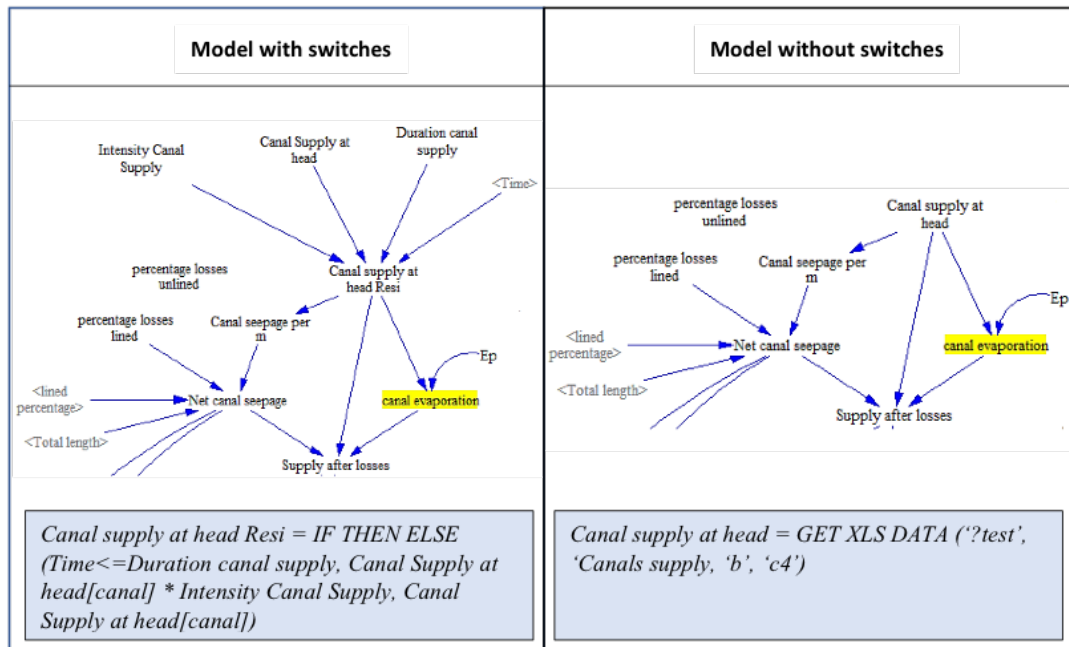 Model with switches
Intensity Canal
Supply
Canal Supply at
head
Duration canal
supply
<Time>
Canal supply at
head Resi
percentage losses
unlined
percentage losses
lined
Canal seepage per
m
Ep
<lined
percentage>
Net canal seepage
canal evaporation
<Total length>
Supply after losses
Canal supply at head Resi = IF THEN ELSE
(Time<=Duration canal supply, Canal Supply at
head[canal] * Intensity Canal Supply, Canal
Supply at head[canal])
Model without switches
percentage losses
unlined
Canal supply at
head
percentage losses
lined
Canal seepage per
m
Ep
<lined
percentage>
Net canal seepage
canal evaporation
<Total length>
Supply after losses
Canal supply at head = GET XLS DATA (‘?test’,
‘Canals supply, ‘b’, ‘c4’)